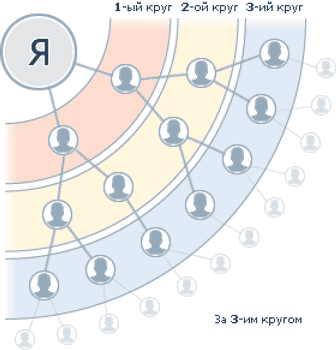 1-ый круг 2-ой круг 3-ий круг
Я
За 3-им кругом